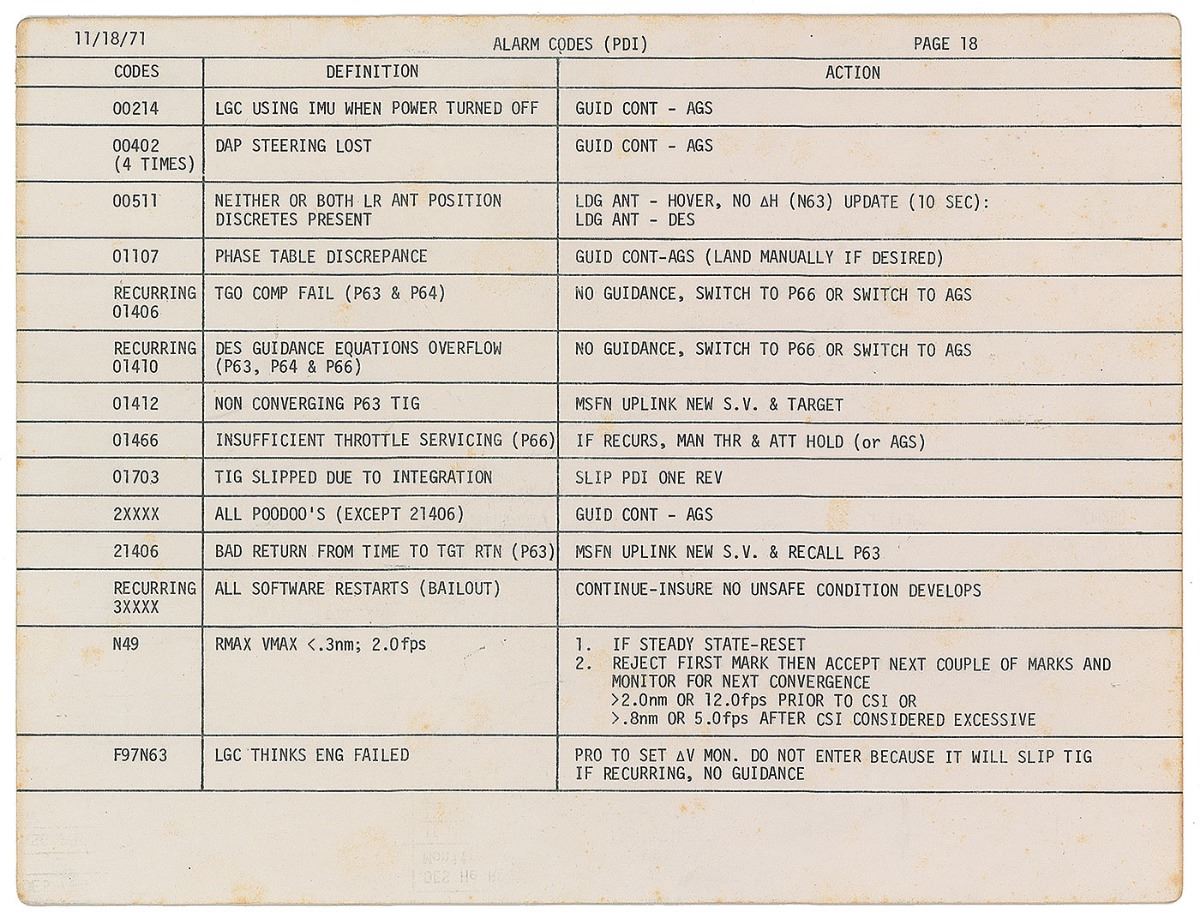 11/18/71 ALARM CODES (PDI) PAGE 18
CODES DEFINITION ACTION
00214 LGC USING IMU WHEN POWER TURNED OFF GUID CONT - AGS
00402 DAP STEERING LOST GUID CONT - AGS
(4 TIMES)
00511 NEITHER OR BOTH LR ANT POSITION LDG ANT - HOVER, NO ΔH (N63) UPDATE (10 SEC):
DISCRETES PRESENT LDG ANT - DES
01107 PHASE TABLE DISCREPANCE GUID CONT-AGS (LAND MANUALLY IF DESIRED)
RECURRING TGO COMP FAIL (P63 & P64) NO GUIDANCE, SWITCH TO P66 OR SWITCH TO AGS
01406
RECURRING DES GUIDANCE EQUATIONS OVERFLOW NO GUIDANCE, SWITCH TO P66 OR SWITCH TO AGS
01410 (P63, P64 & P66)
01412 NON CONVERGING P63 TIG MSFN UPLINK NEW S.V. & TARGET
01466 INSUFFICIENT THROTTLE SERVICING (P66) IF RECURS, MAN THR & ATT HOLD (or AGS)
01703 TIG SLIPPED DUE TO INTEGRATION SLIP PDI ONE REV
2XXXX ALL POODOO'S (EXCEPT 21406) GUID CONT - AGS
21406 BAD RETURN FROM TIME TO TGT RTN (P63) MSFN UPLINK NEW S.V. & RECALL P63
RECURRING ALL SOFTWARE RESTARTS (BAILOUT) CONTINUE-INSURE NO UNSAFE CONDITION DEVELOPS
3XXXX
N49 RMAX VMAX <.3nm; 2.0fps 1. IF STEADY STATE-RESET
2. REJECT FIRST MARK THEN ACCEPT NEXT COUPLE OF MARKS AND
MONITOR FOR NEXT CONVERGENCE
>2.0nm OR 12.0fps PRIOR TO CSI OR
>.8nm OR 5.0fps AFTER CSI CONSIDERED EXCESSIVE
F97N63 LGC THINKS ENG FAILED PRO TO SET ΔV MON. DO NOT ENTER BECAUSE IT WILL SLIP TIG
IF RECURRING, NO GUIDANCE